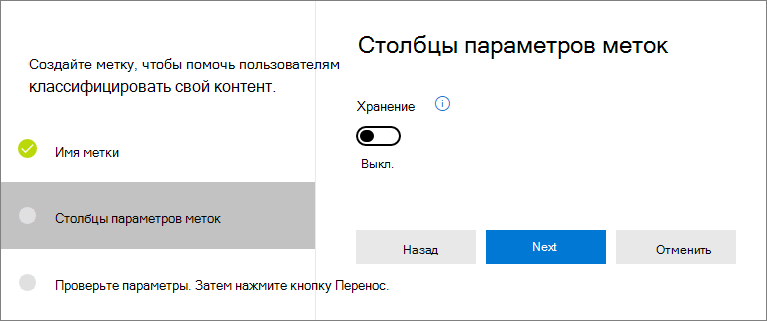 Создайте метку, чтобы помочь пользователям
классифицировать свой контент.
Имя метки
Столбцы параметров меток
Проверьте параметры. Затем нажмите кнопку Перенос.
Столбцы параметров меток
Хранение
Выкл.
Назад
Next
Отменить